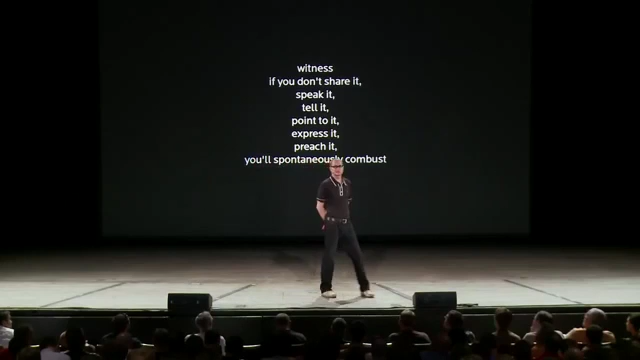 witness
if you don't share it,
speak it,
tell it,
point to it,
express it,
preach it,
you'll spontaneously combust